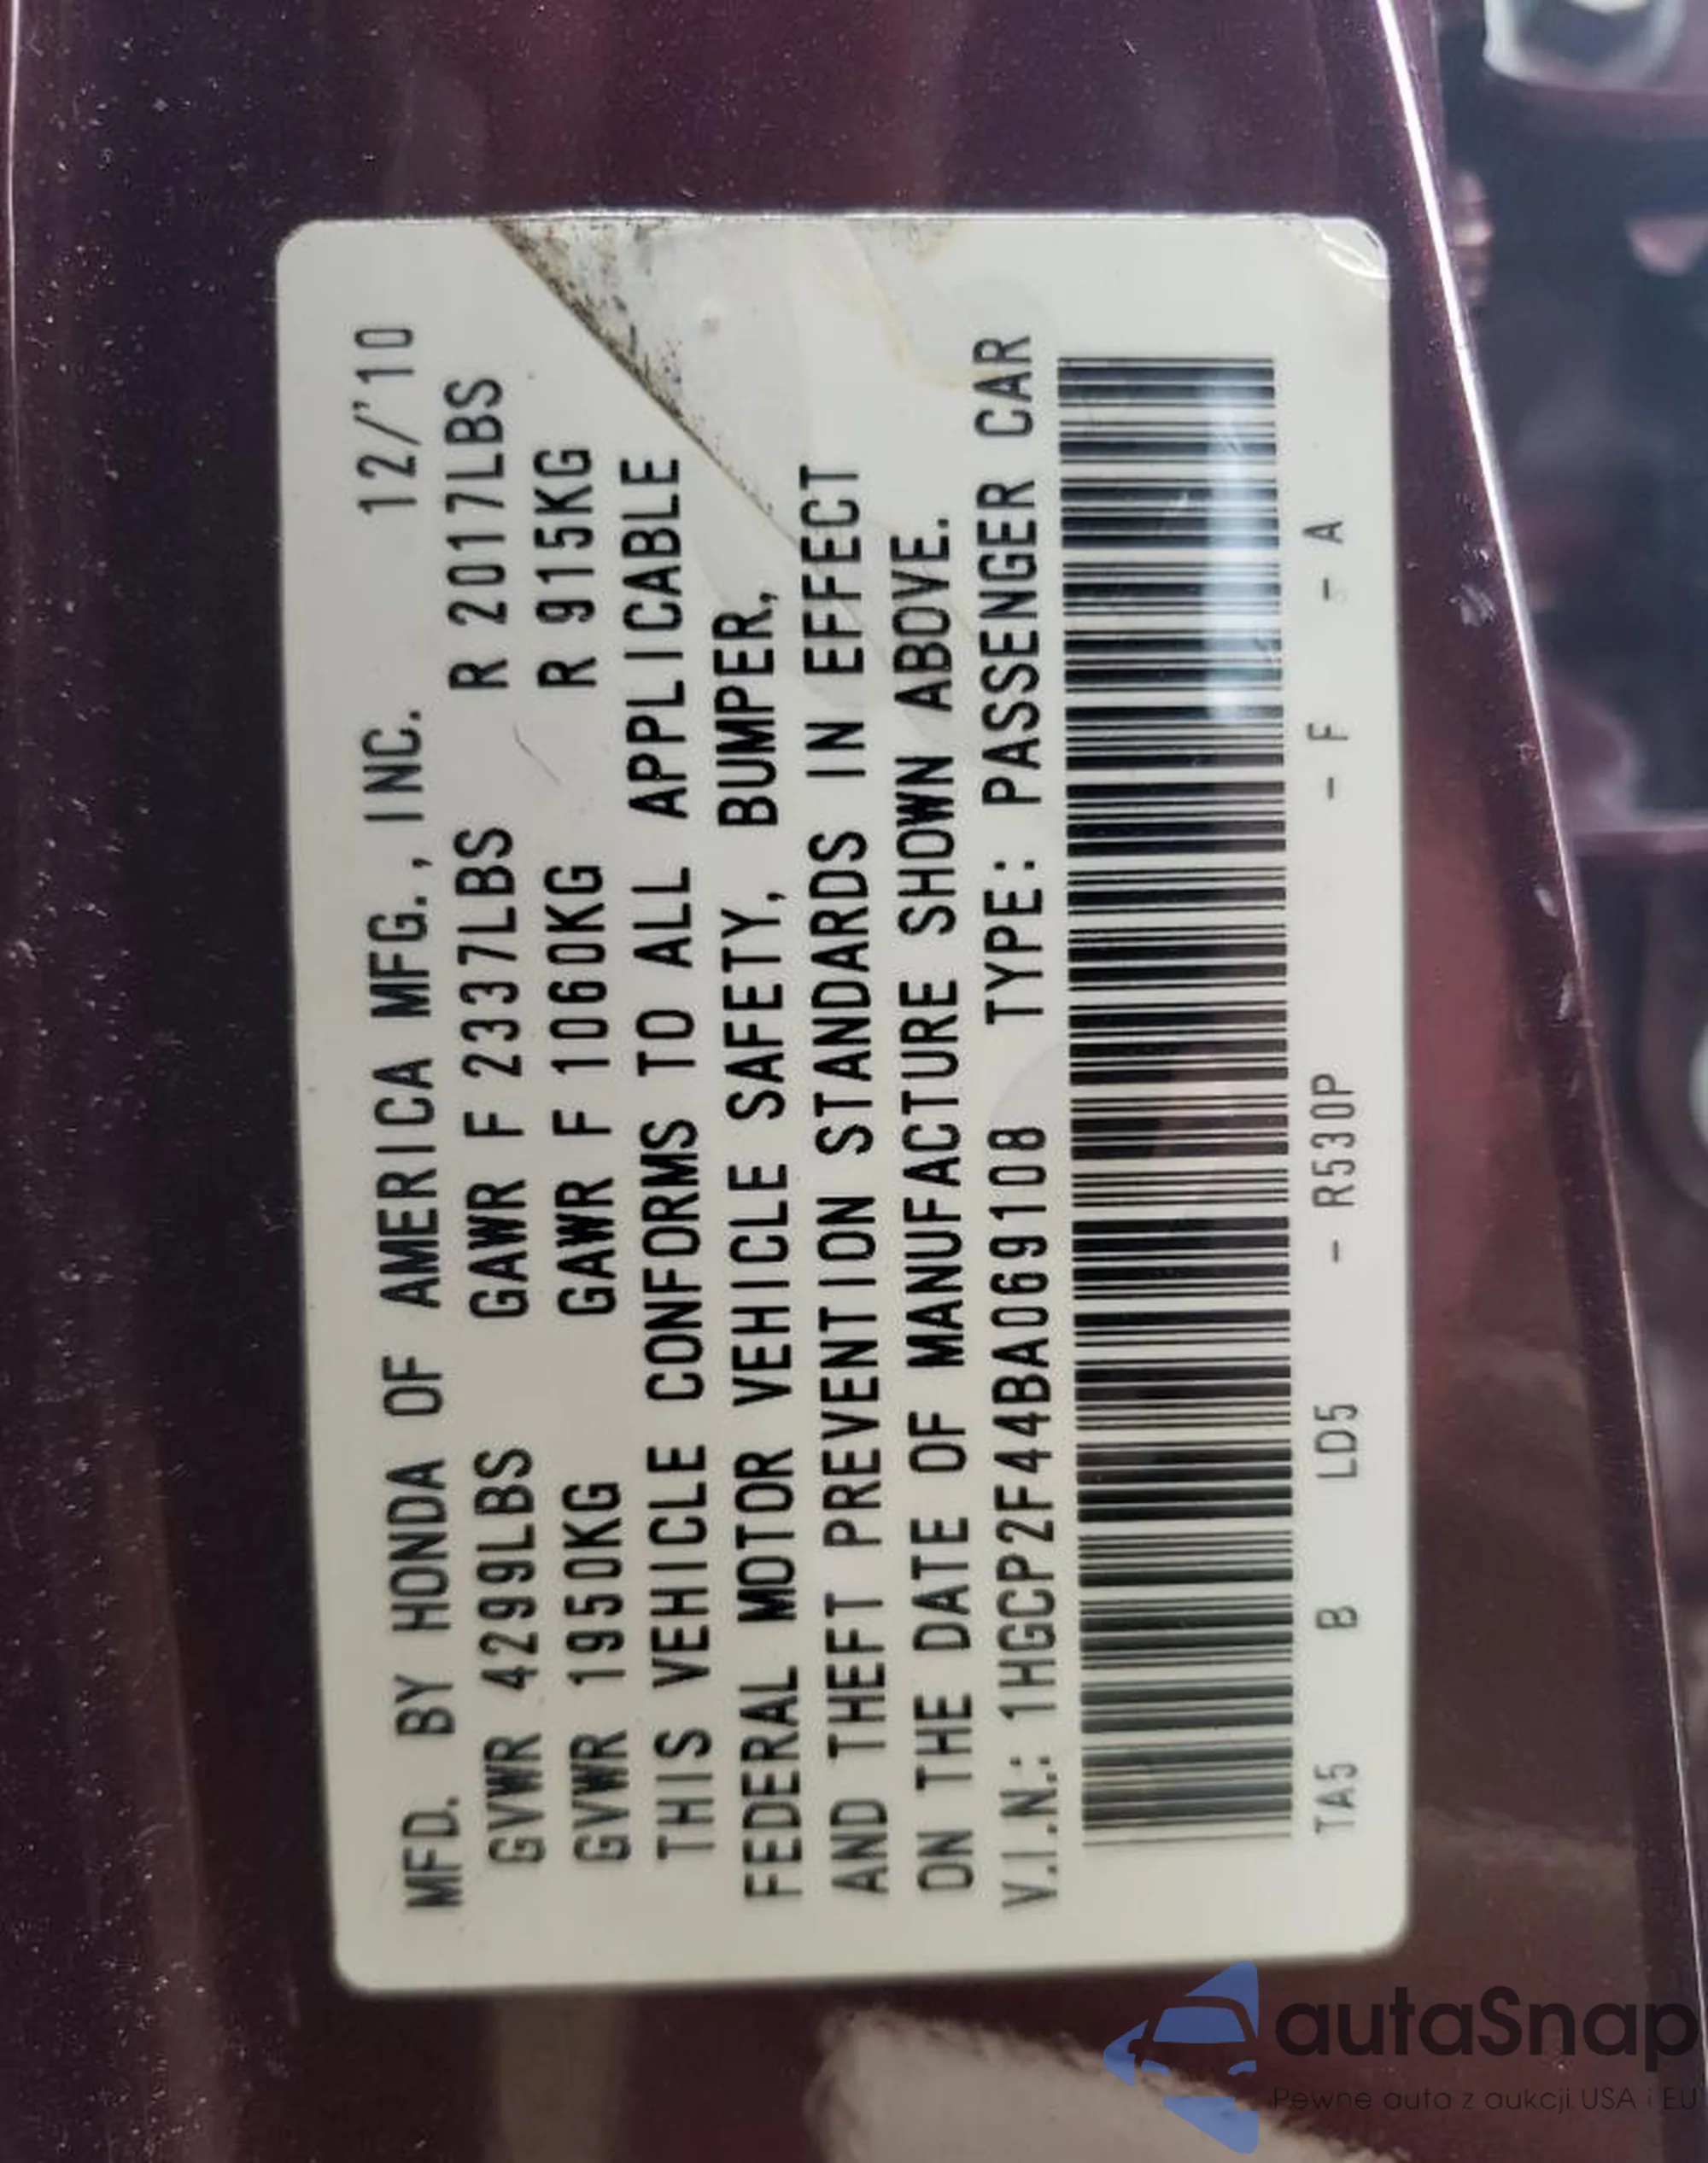 MFD. BY HONDA OF AMERICA MFG., INC. 12/'10
GVWR 4299LBS GAWR F 2337LBS R 2017LBS
GVWR 1950KG GAWR F 1060KG R 915KG
THIS VEHICLE CONFORMS TO ALL APPLICABLE
FEDERAL MOTOR VEHICLE SAFETY, BUMPER,
AND THEFT PREVENTION STANDARDS IN EFFECT
ON THE DATE OF MANUFACTURE SHOWN ABOVE.
V.I.N.: 1HGCP2F44BA069108 TYPE: PASSENGER CAR
TA5 B LD5 - R530P - F - A
autaSnap
Pewne auta z aukcji USA i EU